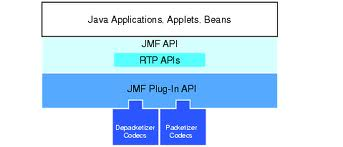 Java Applications, Applets, Beans
JMF API
RTP APIs
JMF Plug-In API
Depacketizer
Codecs
Packetizer
Codecs